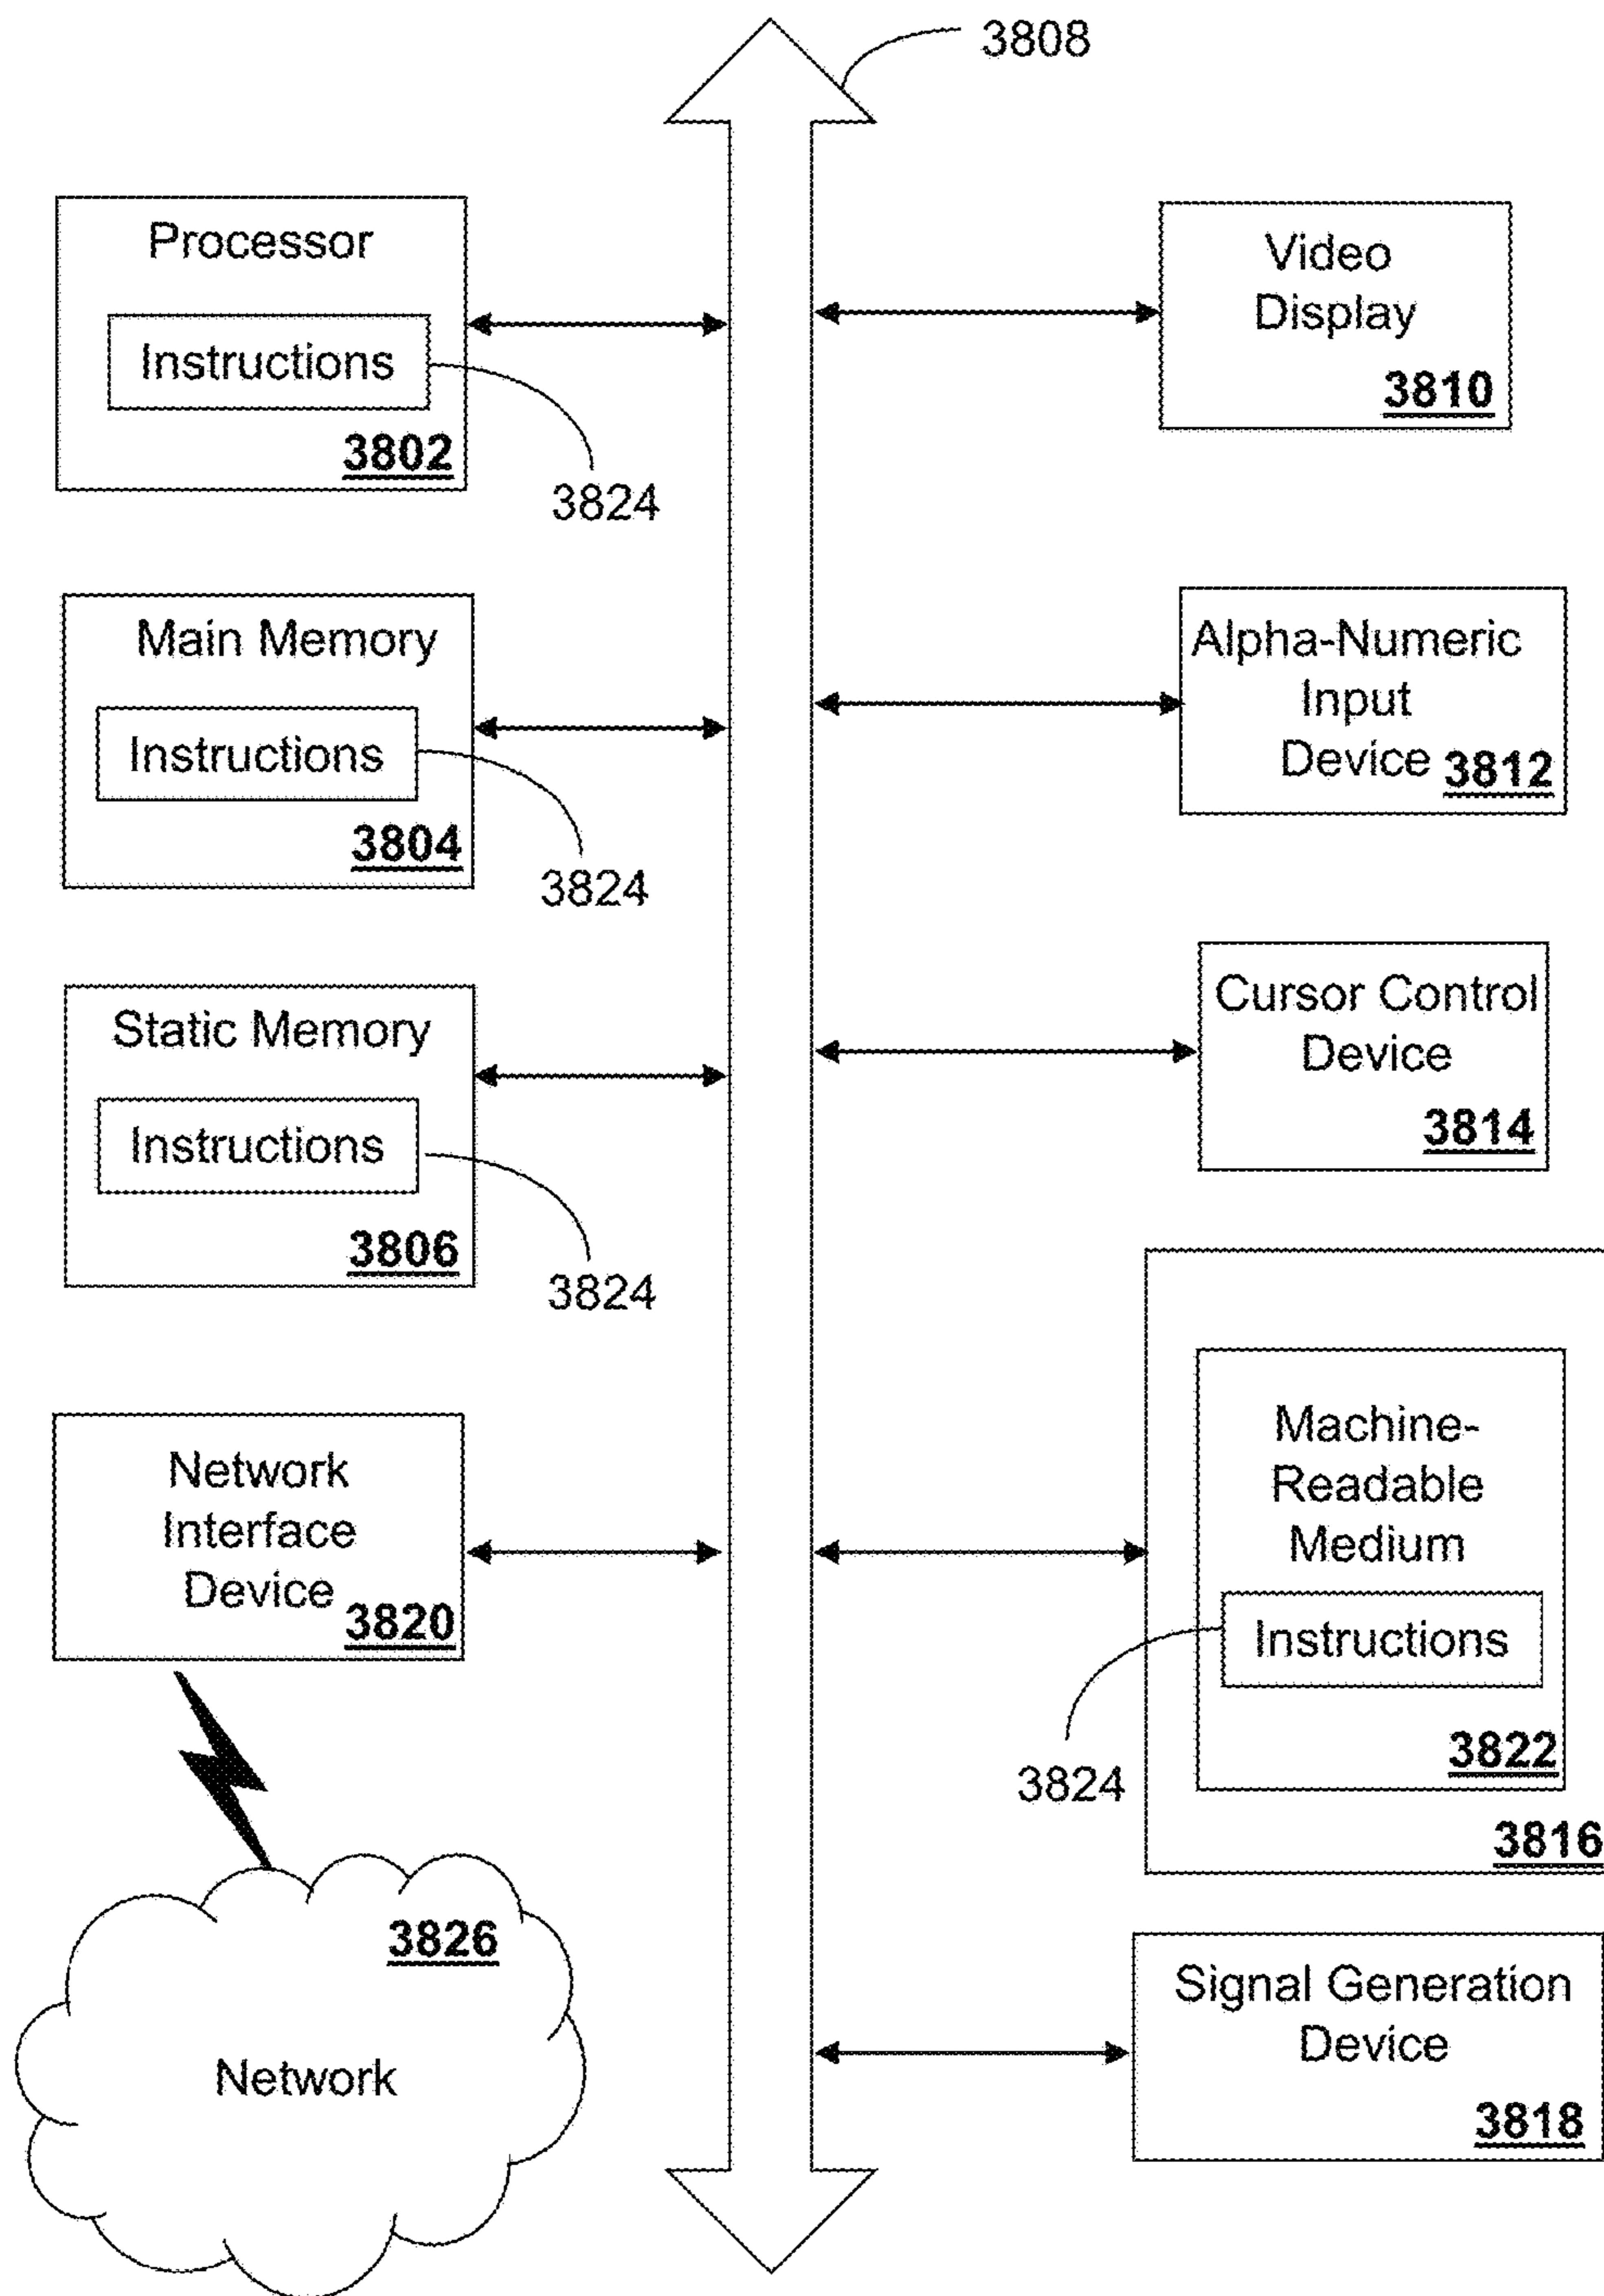 3808
Processor
Instructions
3802
3824
Main Memory
Instructions
3804
3824
Static Memory
Instructions
3806
3824
Network
Interface
Device
3820
3826
Network
Video
Display
3810
Alpha-Numeric
Input
Device 3812
Cursor Control
Device
3814
Machine-
Readable
Medium
Instructions
3822
3824
3816
Signal Generation
Device
3818